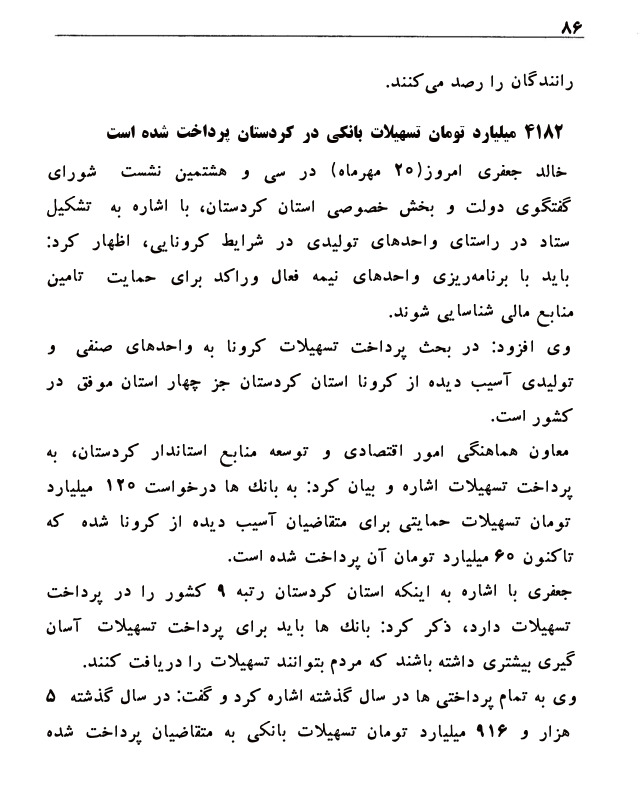 ۸۶
رانندگان را رصد می‌کنند.
۴۱۸۲ میلیارد تومان تسهیلات بانکی در کردستان پرداخت شده است
خالد جعفری امروز(۲۰ مهرماه) در سی و هشتمین نشست شورای
گفتگوی دولت و بخش خصوصی استان کردستان، با اشاره به تشکیل
ستاد در راستای واحدهای تولیدی در شرایط کرونایی، اظهار کرد:
باید با برنامه‌ریزی واحدهای نیمه فعال وراکد برای حمایت تامین
منابع مالی شناسایی شوند.
وی افزود: در بحث پرداخت تسهیلات کرونا به واحدهای صنفی و
تولیدی آسیب دیده از کرونا استان کردستان جز چهار استان موفق در
کشور است.
معاون هماهنگی امور اقتصادی و توسعه منابع استاندار کردستان، به
پرداخت تسهیلات اشاره و بیان کرد: به بانک ها درخواست ۱۲۰ میلیارد
تومان تسهیلات حمایتی برای متقاضیان آسیب دیده از کرونا شده که
تاکنون ۶۰ میلیارد تومان آن پرداخت شده است.
جعفری با اشاره به اینکه استان کردستان رتبه ۹ کشور را در پرداخت
تسهیلات دارد، ذکر کرد: بانک ها باید برای پرداخت تسهیلات آسان
گیری بیشتری داشته باشند که مردم بتوانند تسهیلات را دریافت کنند.
وی به تمام پرداختی ها در سال گذشته اشاره کرد و گفت: در سال گذشته ۵
هزار و ۹۱۶ میلیارد تومان تسهیلات بانکی به متقاضیان پرداخت شده